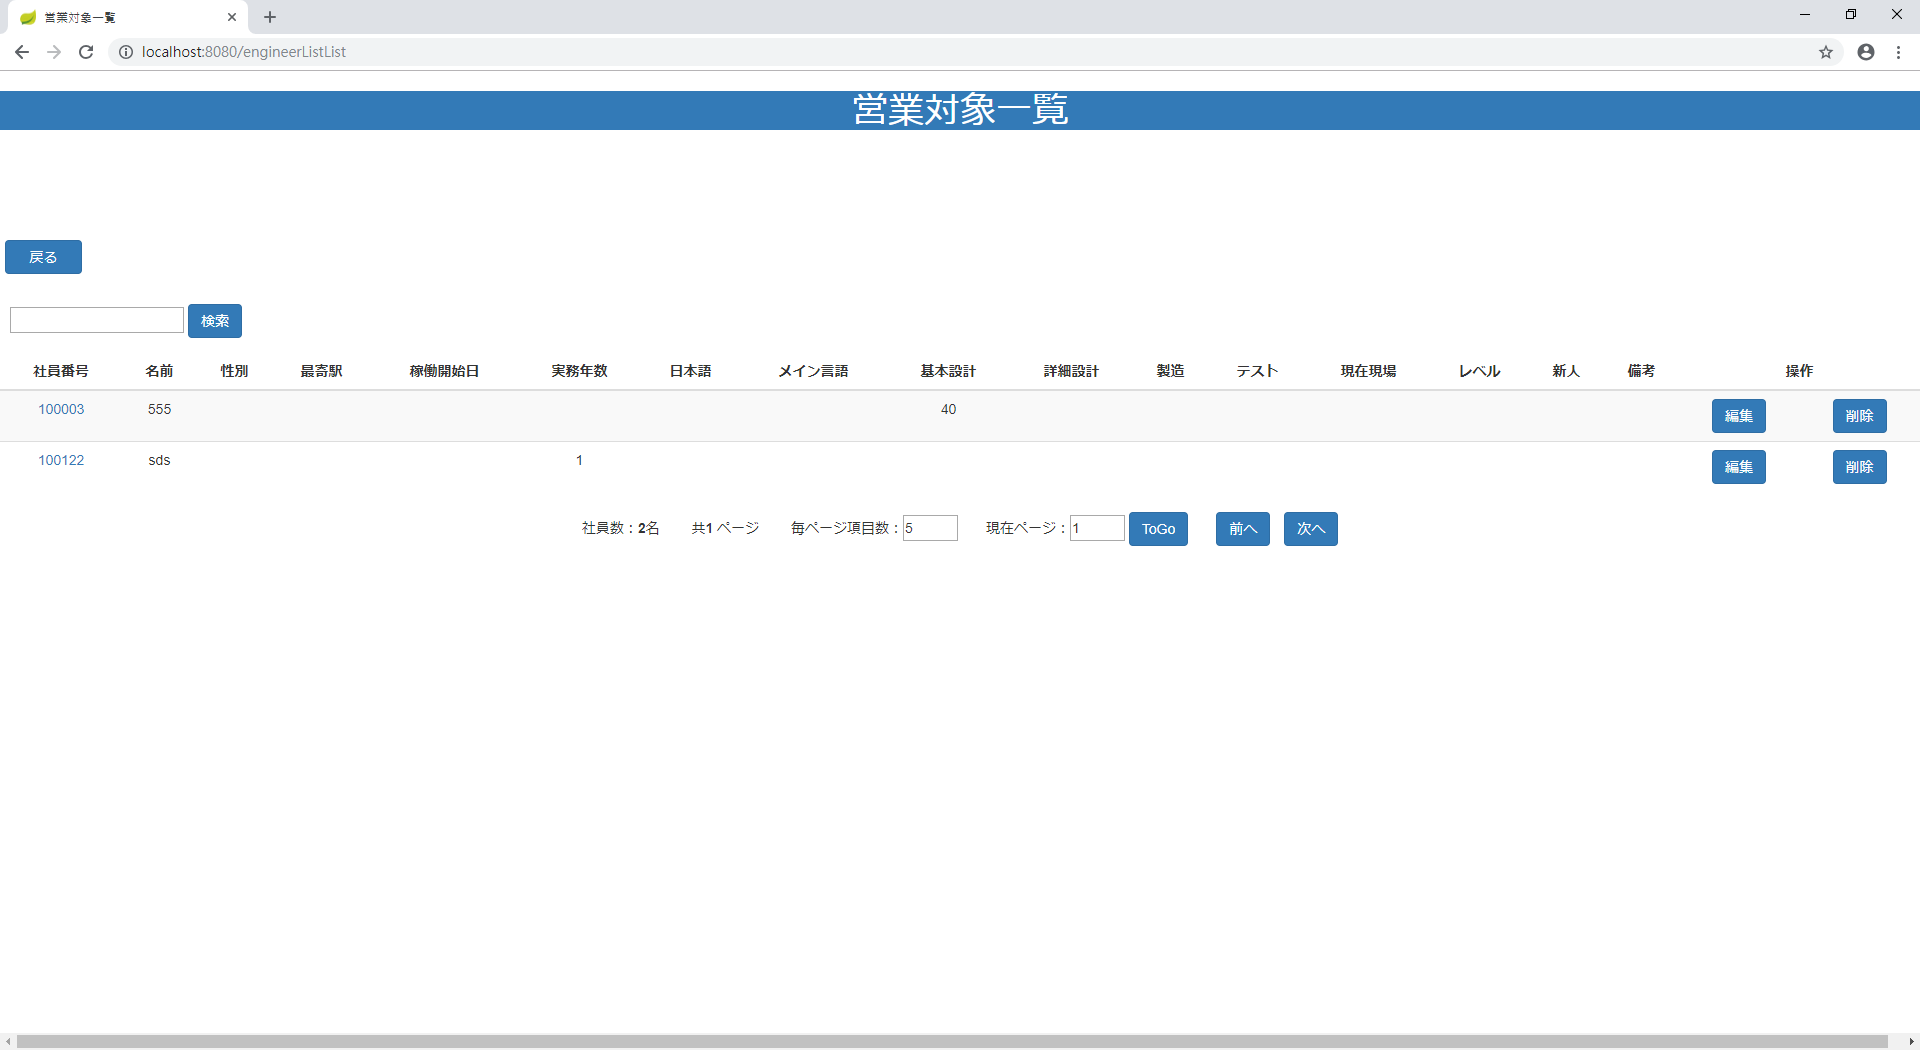 営業対象一覧
localhost:8080/engineerListList
営業対象一覧
戻る
検索
社員番号 名前 性別 最寄駅 稼働開始日 実務年数 日本語 メイン言語 基本設計 詳細設計 製造 テスト 現在現場 レベル 新人 備考 操作
100003 555 40 編集 削除
100122 sds 1 編集 削除
社員数：2名 共1 ページ 毎ページ項目数：5 現在ページ：1 ToGo 前へ 次へ